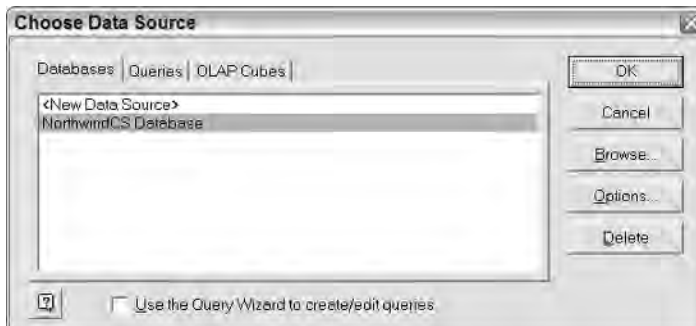 Choose Data Source
Databases Queries OLAP Cubes
<New Data Source>
NorthwindCS Database
OK
Cancel
Browse...
Options...
Delete
Use the Query Wizard to create/edit queries